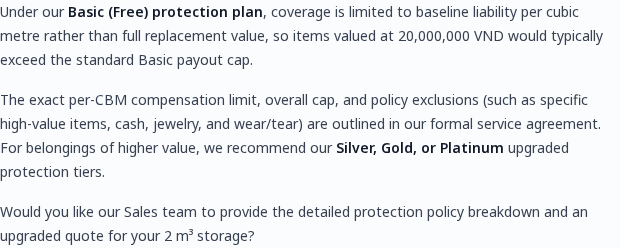 Under our Basic (Free) protection plan, coverage is limited to baseline liability per cubic
metre rather than full replacement value, so items valued at 20,000,000 VND would typically
exceed the standard Basic payout cap.
The exact per-CBM compensation limit, overall cap, and policy exclusions (such as specific
high-value items, cash, jewelry, and wear/tear) are outlined in our formal service agreement.
For belongings of higher value, we recommend our Silver, Gold, or Platinum upgraded
protection tiers.
Would you like our Sales team to provide the detailed protection policy breakdown and an
upgraded quote for your 2 m³ storage?